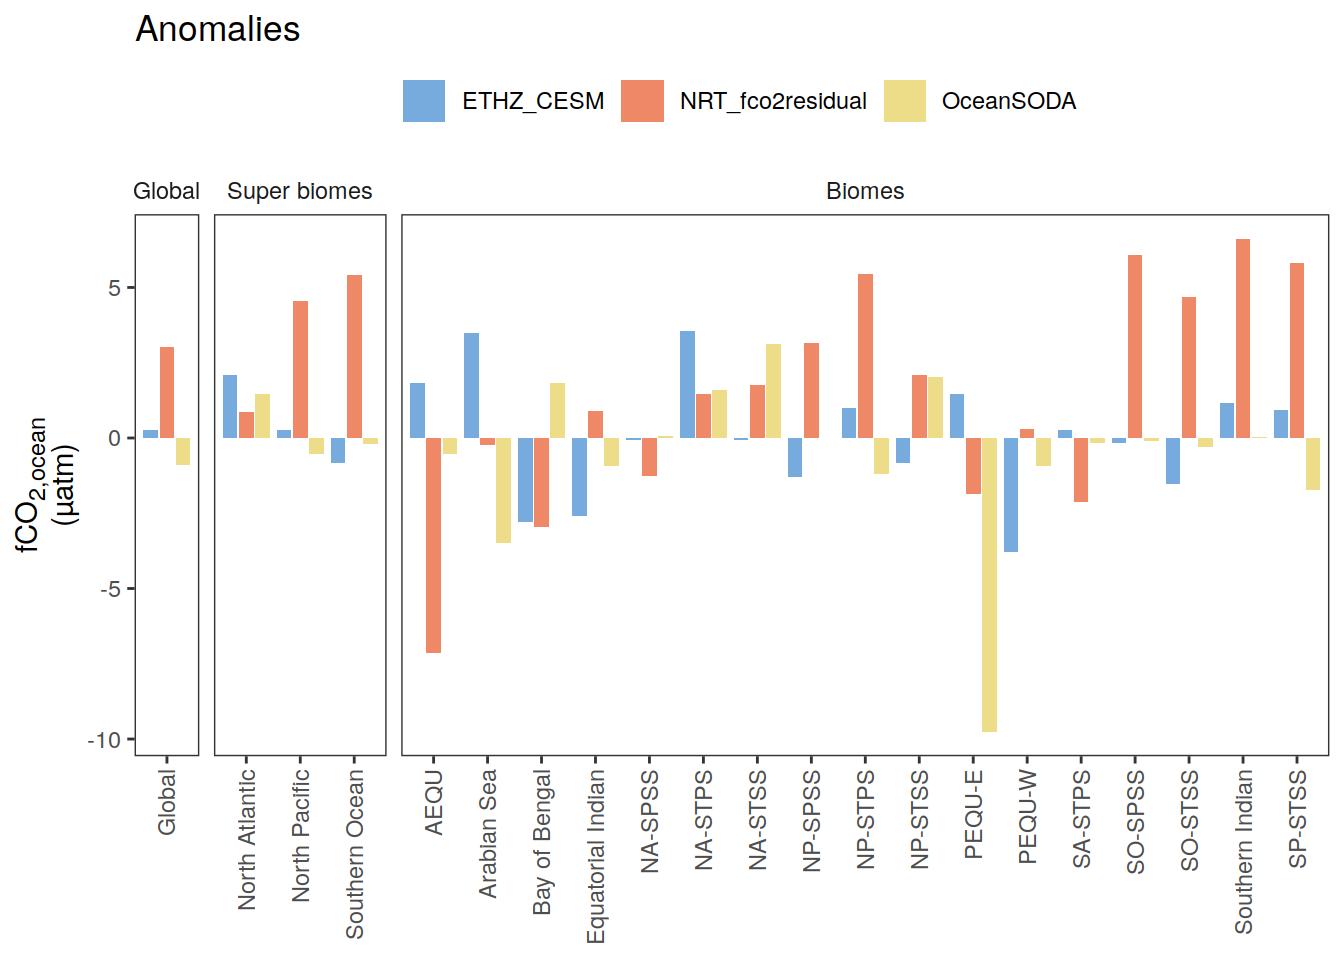 Anomalies
ETHZ_CESM NRT_fco2residual OceanSODA
Global Super biomes Biomes
fCO2,ocean
(µatm)
5
0
-5
-10
Global
North Atlantic
North Pacific
Southern Ocean
AEQU
Arabian Sea
Bay of Bengal
Equatorial Indian
NA-SPSS
NA-STPS
NA-STSS
NP-SPSS
NP-STPS
NP-STSS
PEQU-E
PEQU-W
SA-STPS
SO-SPSS
SO-STSS
Southern Indian
SP-STSS